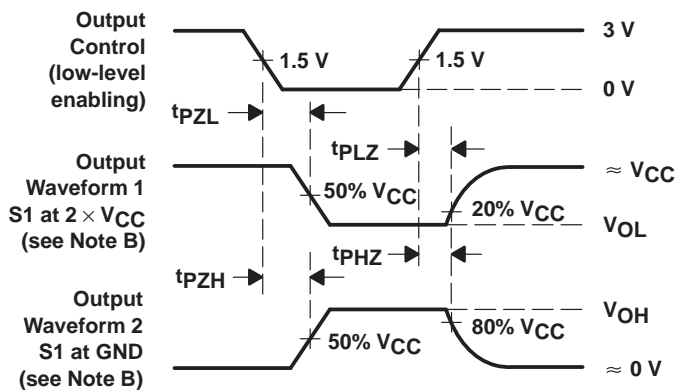 Output
Control
(low-level
enabling)
1.5 V
1.5 V
3 V
0 V
tPZL
tPLZ
Output
Waveform 1
S1 at 2 × VCC
(see Note B)
50% VCC
20% VCC
≈ VCC
VOL
tPZH
tPHZ
Output
Waveform 2
S1 at GND
(see Note B)
50% VCC
80% VCC
VOH
≈ 0 V